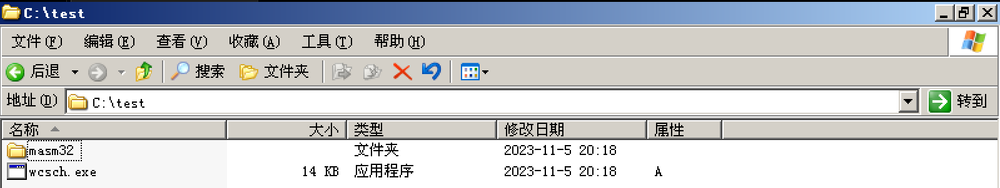 C:\test
文件(F) 编辑(E) 查看(V) 收藏(A) 工具(T) 帮助(H)
后退 搜索 文件夹
地址(D) C:\test 转到
名称 大小 类型 修改日期 属性
masm32 文件夹 2023-11-5 20:18
wcsch.exe 14 KB 应用程序 2023-11-5 20:18 A